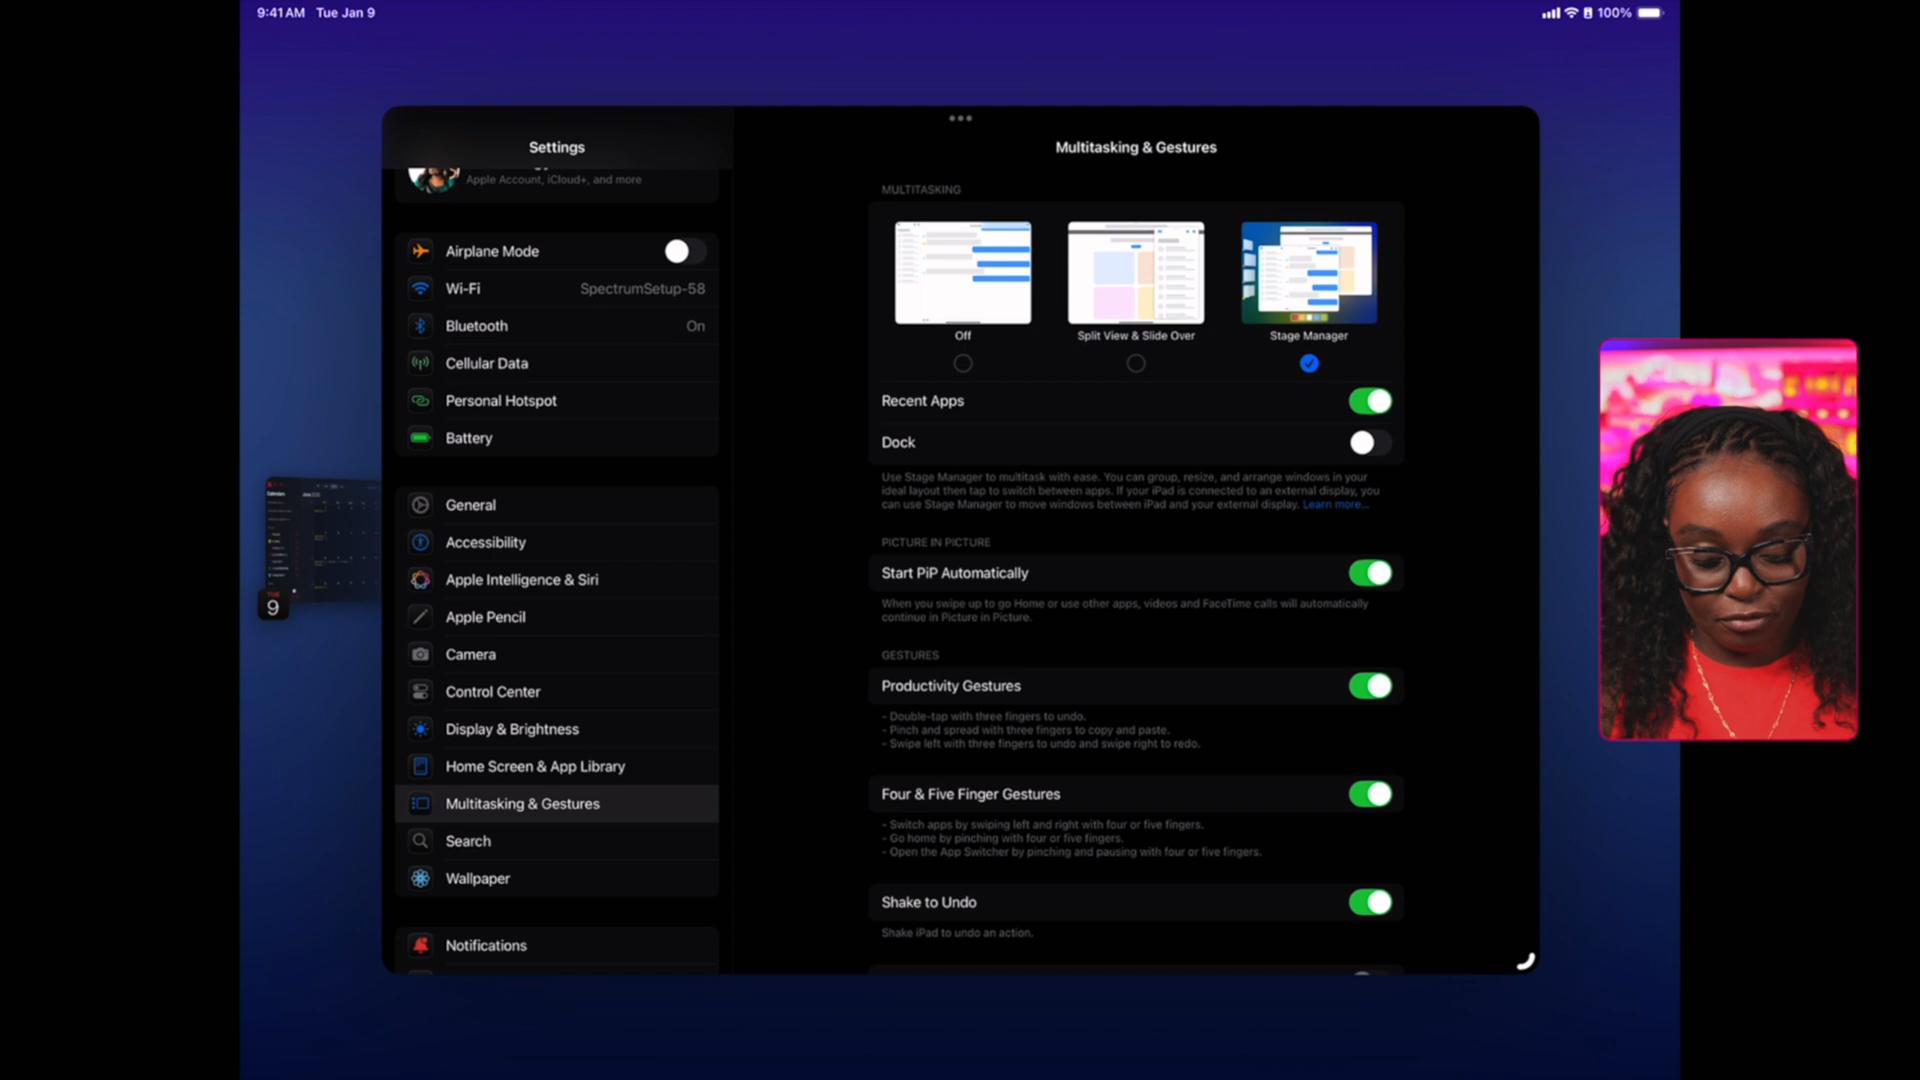 9:41 AM Tue Jan 9
100%
Settings
Apple Account, iCloud+, and more
Airplane Mode
Wi-Fi SpectrumSetup-58
Bluetooth On
Cellular Data
Personal Hotspot
Battery
General
Accessibility
Apple Intelligence & Siri
Apple Pencil
Camera
Control Center
Display & Brightness
Home Screen & App Library
Multitasking & Gestures
Search
Wallpaper
Notifications
Multitasking & Gestures
MULTITASKING
Off Split View & Slide Over Stage Manager
Recent Apps
Dock
Use Stage Manager to multitask with ease. You can group, resize, and arrange windows in your
ideal layout then tap to switch between apps. If your iPad is connected to an external display, you
can use Stage Manager to move windows between iPad and your external display. Learn more...
PICTURE IN PICTURE
Start PiP Automatically
When you swipe up to go Home or use other apps, videos and FaceTime calls will automatically
continue in Picture in Picture.
GESTURES
Productivity Gestures
- Double-tap with three fingers to undo.
- Pinch and spread with three fingers to copy and paste.
- Swipe left with three fingers to undo and swipe right to redo.
Four & Five Finger Gestures
- Switch apps by swiping left and right with four or five fingers.
- Go home by pinching with four or five fingers.
- Open the App Switcher by pinching and pausing with four or five fingers.
Shake to Undo
Shake iPad to undo an action.
TUE
9